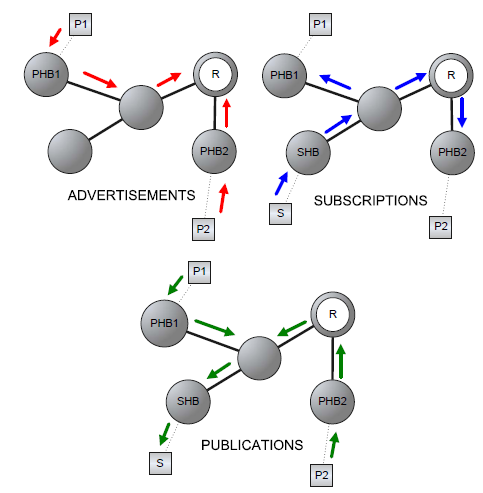 P1
PHB1
R
PHB2
ADVERTISEMENTS
P2
P1
PHB1
R
SHB
PHB2
SUBSCRIPTIONS
S
P2
P1
PHB1
R
SHB
PHB2
PUBLICATIONS
S
P2